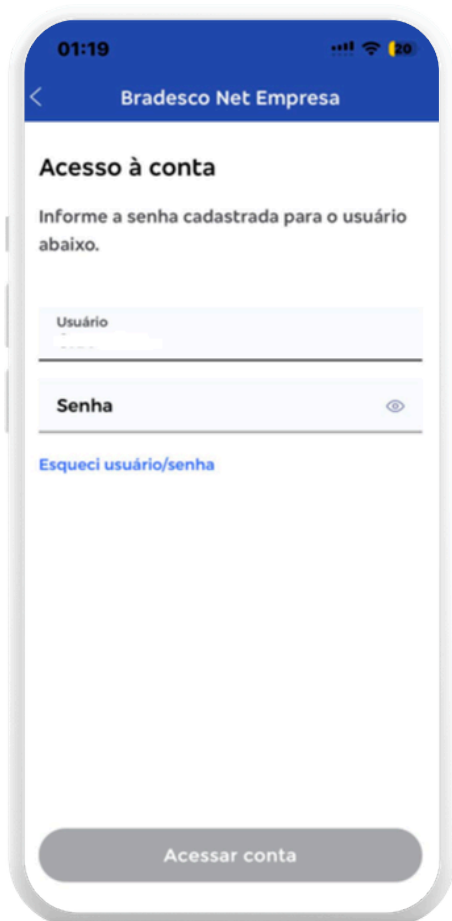 01:19
20
Bradesco Net Empresa
Acesso à conta
Informe a senha cadastrada para o usuário
abaixo.
Usuário
Senha
Esqueci usuário/senha
Acessar conta